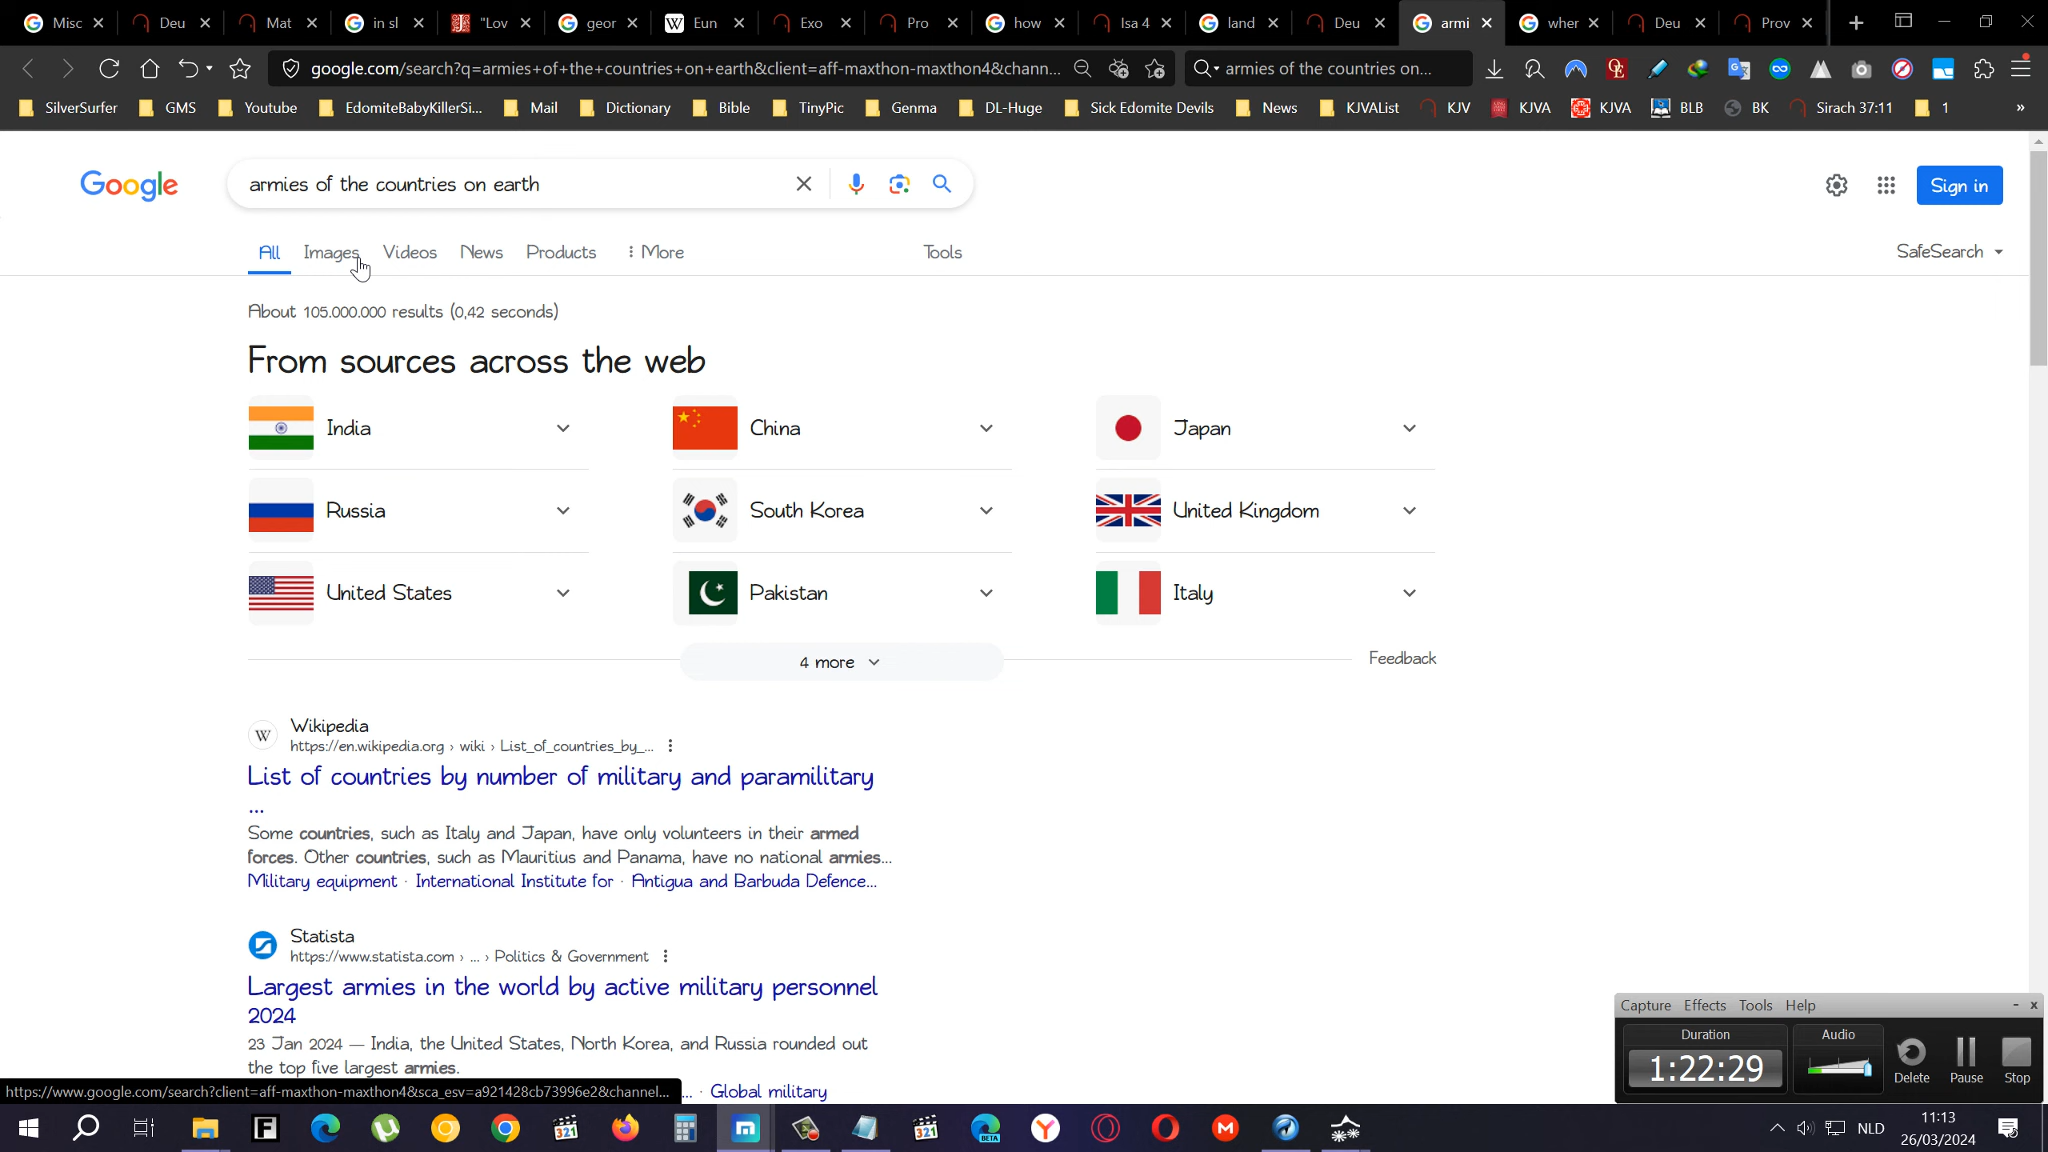 Misc
Deu
Mat
in sl
"Lov
geor
Eun
Exo
Pro
how
Isa 4
land
Deu
armi
wher
Deu
Prov
google.com/search?q=armies+of+the+countries+on+earth&client=aff-maxthon-maxthon4&chann...
armies of the countries on...
SilverSurfer
GMS
Youtube
EdomiteBabyKillerSi...
Mail
Dictionary
Bible
TinyPic
Genma
DL-Huge
Sick Edomite Devils
News
KJVAList
KJV
KJVA
KJVA
BLB
BK
Sirach 37:11
1
»
Google
armies of the countries on earth
Sign in
All
Images
Videos
News
Products
More
Tools
SafeSearch
About 105.000.000 results (0,42 seconds)
From sources across the web
India
China
Japan
Russia
South Korea
United Kingdom
United States
Pakistan
Italy
4 more
Feedback
W
Wikipedia
https://en.wikipedia.org › wiki › List_of_countries_by_...
List of countries by number of military and paramilitary
...
Some countries, such as Italy and Japan, have only volunteers in their armed
forces. Other countries, such as Mauritius and Panama, have no national armies...
Military equipment · International Institute for · Antigua and Barbuda Defence...
Statista
https://www.statista.com › ... › Politics & Government
Largest armies in the world by active military personnel
2024
23 Jan 2024 — India, the United States, North Korea, and Russia rounded out
the top five largest armies.
https://www.google.com/search?client=aff-maxthon-maxthon4&sca_esv=a921428cb73996e2&channel...
... · Global military
Capture Effects Tools Help
Duration
Audio
1:22:29
Delete
Pause
Stop
NLD
11:13
26/03/2024